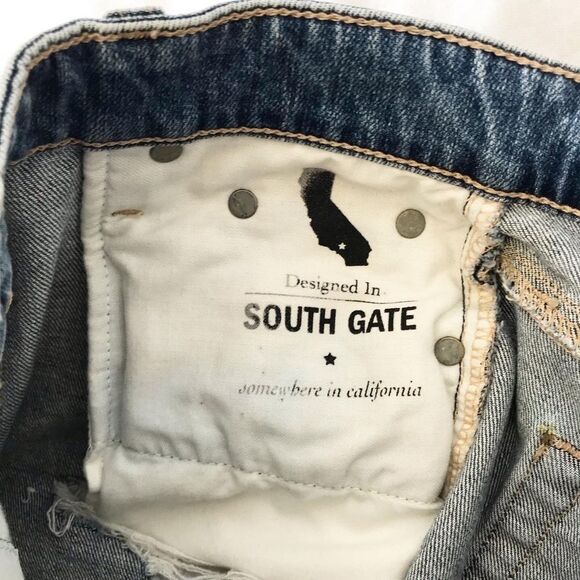 Designed In
SOUTH GATE
somewhere in california